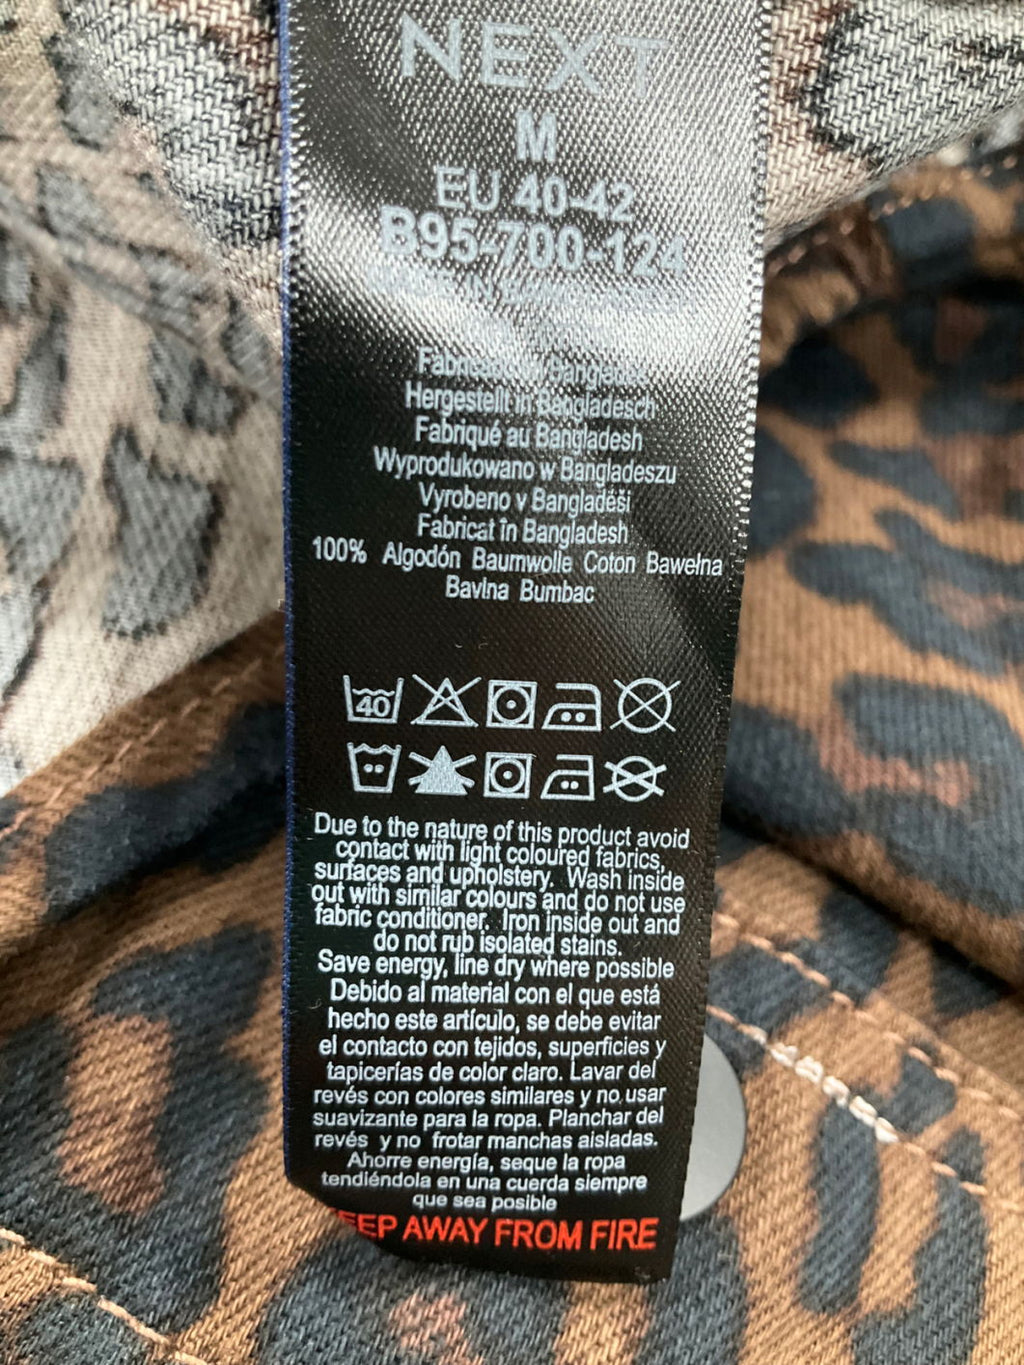 NEXT
M
EU 40-42
B95-700-124
Hergestellt in Bangladesch
Fabriqué au Bangladesh
Wyprodukowano w Bangladeszu
Vyrobeno v Bangladéši
Fabricat în Bangladesh
100% Algodón Baumwolle Coton Bawełna
Bavlna Bumbac
40
Due to the nature of this product avoid
contact with light coloured fabrics,
surfaces and upholstery. Wash inside
out with similar colours and do not use
fabric conditioner. Iron inside out and
do not rub isolated stains.
Save energy, line dry where possible
Debido al material con el que está
hecho este artículo, se debe evitar
el contacto con tejidos, superficies y
tapicerías de color claro. Lavar del
revés con colores similares y no usar
suavizante para la ropa. Planchar del
revés y no frotar manchas aisladas.
Ahorre energía, seque la ropa
tendiéndola en una cuerda siempre
que sea posible
EEP AWAY FROM FIRE